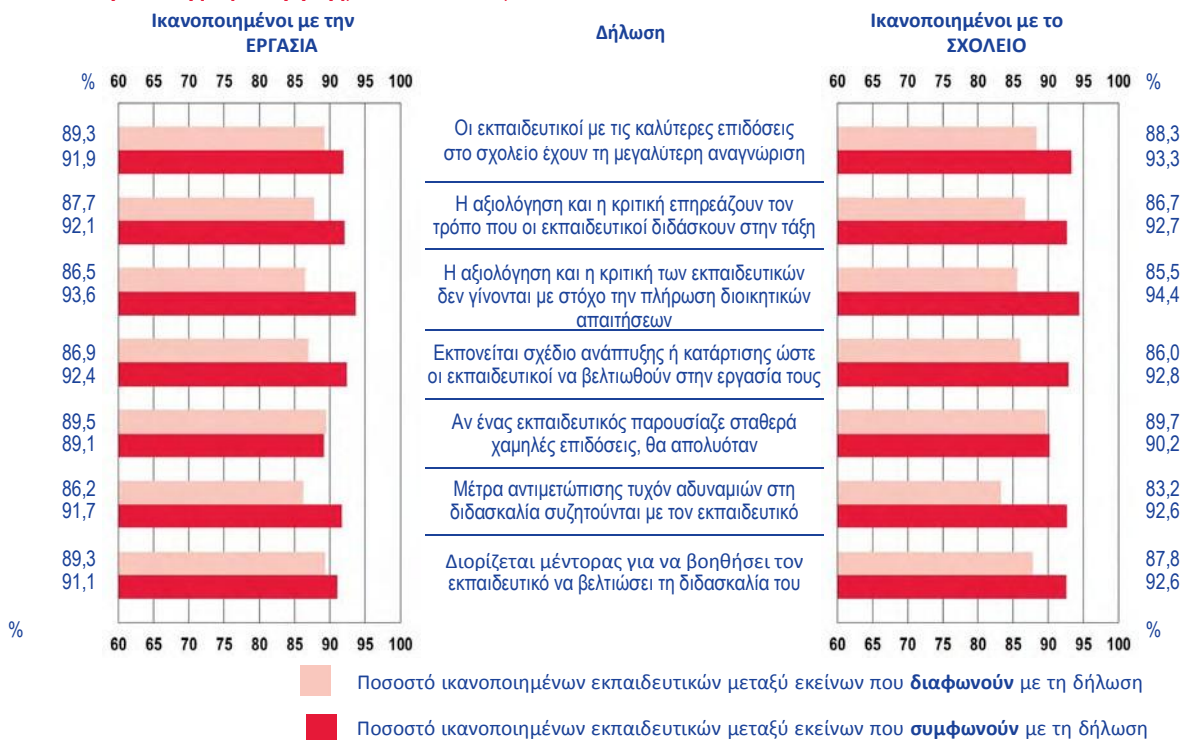 Ικανοποιημένοι με την
ΕΡΓΑΣΙΑ
Δήλωση
Ικανοποιημένοι με το
ΣΧΟΛΕΙΟ
% 60 65 70 75 80 85 90 95 100
60 65 70 75 80 85 90 95 100 %
89,3
91,9
Οι εκπαιδευτικοί με τις καλύτερες επιδόσεις
στο σχολείο έχουν τη μεγαλύτερη αναγνώριση
88,3
93,3
87,7
92,1
Η αξιολόγηση και η κριτική επηρεάζουν τον
τρόπο που οι εκπαιδευτικοί διδάσκουν στην τάξη
86,7
92,7
86,5
93,6
Η αξιολόγηση και η κριτική των εκπαιδευτικών
δεν γίνονται με στόχο την πλήρωση διοικητικών
απαιτήσεων
85,5
94,4
86,9
92,4
Εκπονείται σχέδιο ανάπτυξης ή κατάρτισης ώστε
οι εκπαιδευτικοί να βελτιωθούν στην εργασία τους
86,0
92,8
89,5
89,1
Αν ένας εκπαιδευτικός παρουσίαζε σταθερά
χαμηλές επιδόσεις, θα απολυόταν
89,7
90,2
86,2
91,7
Μέτρα αντιμετώπισης τυχόν αδυναμιών στη
διδασκαλία συζητούνται με τον εκπαιδευτικό
83,2
92,6
89,3
91,1
Διορίζεται μέντορας για να βοηθήσει τον
εκπαιδευτικό να βελτιώσει τη διδασκαλία του
87,8
92,6
% 60 65 70 75 80 85 90 95 100
60 65 70 75 80 85 90 95 100 %
Ποσοστό ικανοποιημένων εκπαιδευτικών μεταξύ εκείνων που διαφωνούν με τη δήλωση
Ποσοστό ικανοποιημένων εκπαιδευτικών μεταξύ εκείνων που συμφωνούν με τη δήλωση